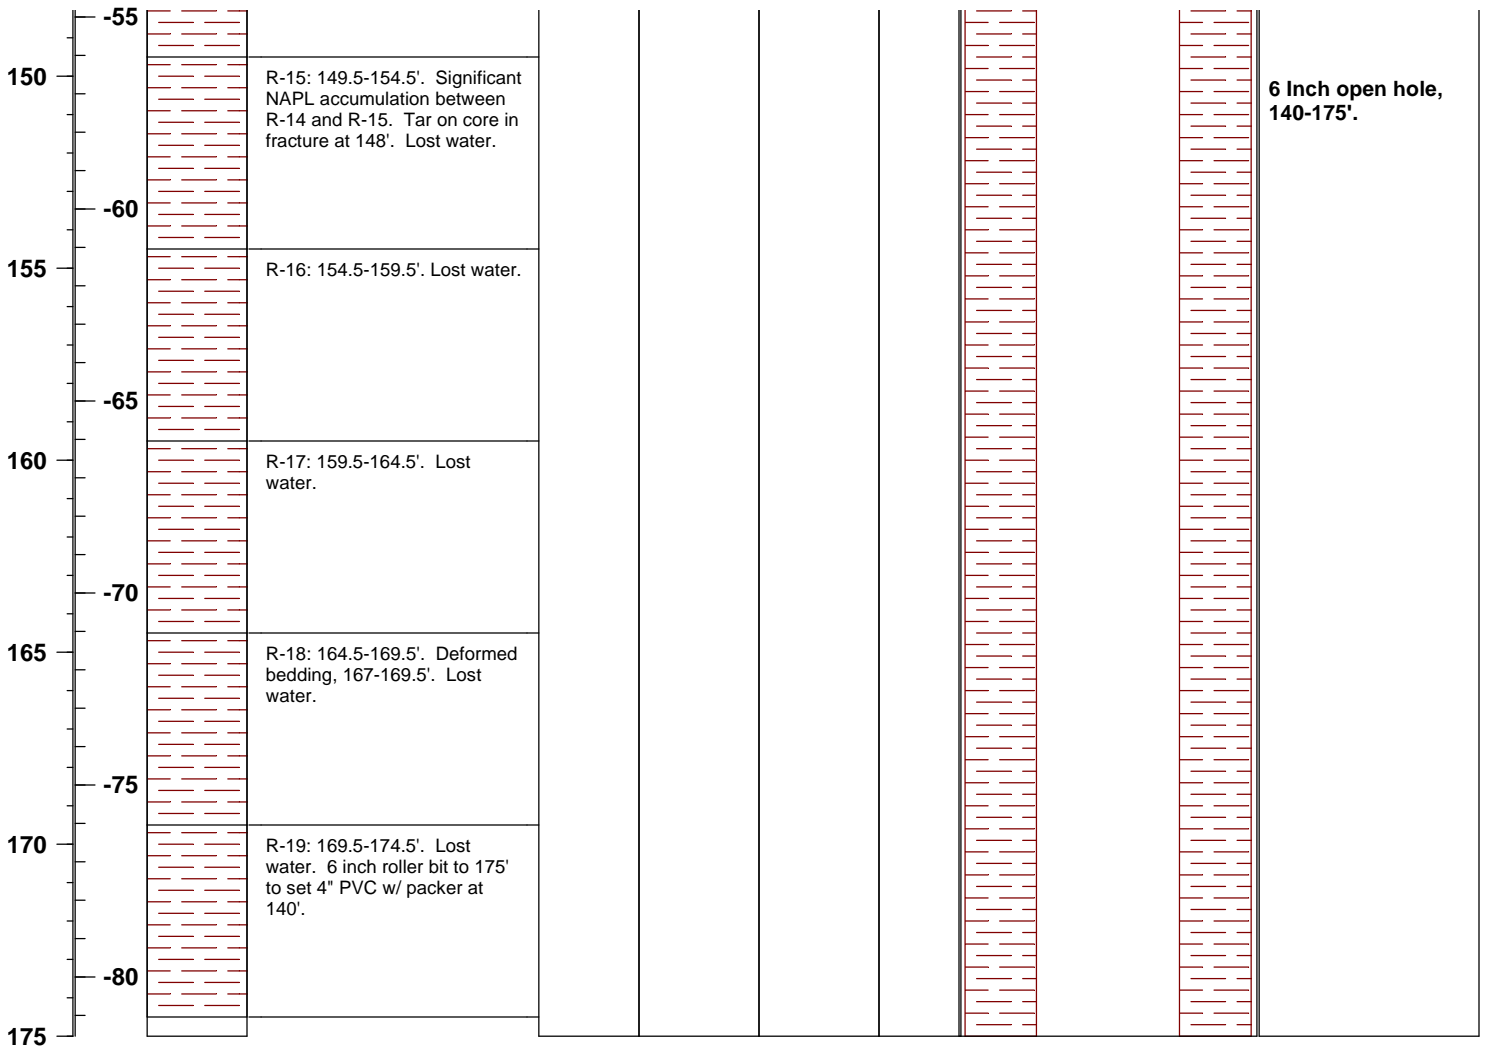 -55
150
R-15: 149.5-154.5'. Significant
NAPL accumulation between
R-14 and R-15. Tar on core in
fracture at 148'. Lost water.
6 Inch open hole,
140-175'.
-60
155
R-16: 154.5-159.5'. Lost water.
-65
160
R-17: 159.5-164.5'. Lost
water.
-70
165
R-18: 164.5-169.5'. Deformed
bedding, 167-169.5'. Lost
water.
-75
170
R-19: 169.5-174.5'. Lost
water. 6 inch roller bit to 175'
to set 4" PVC w/ packer at
140'.
-80
175